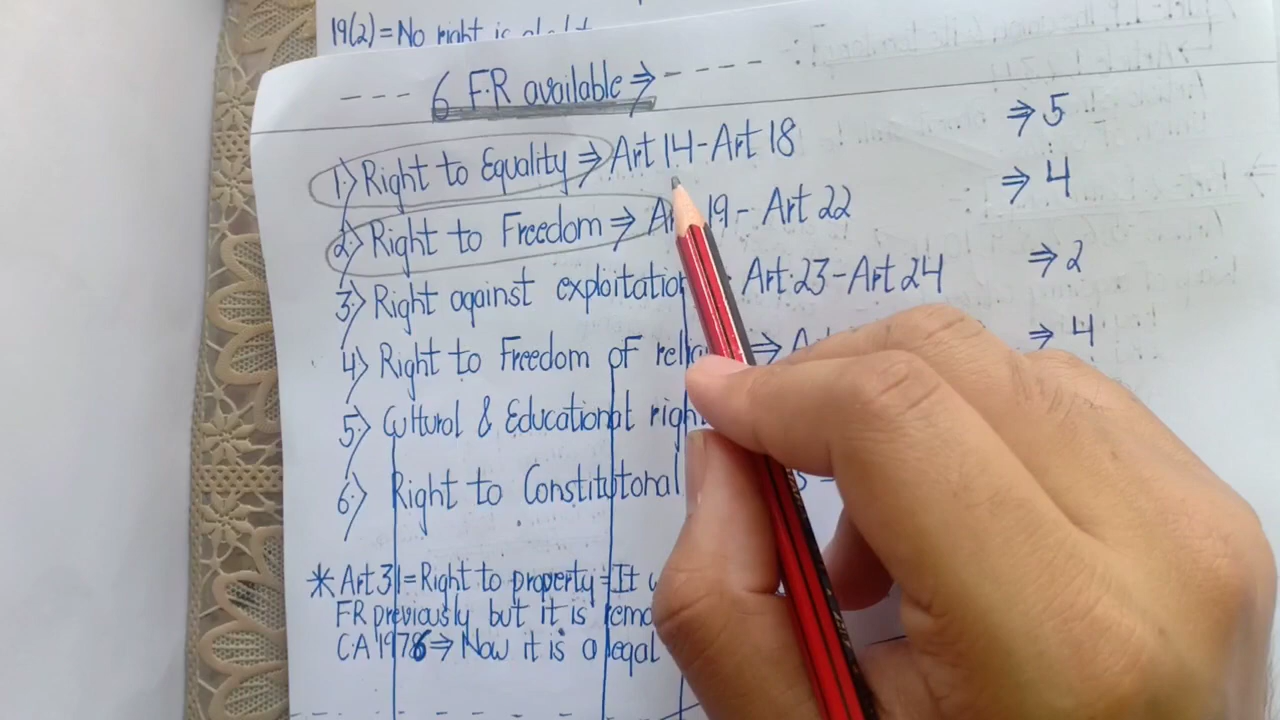 19(2) = No right is
--- 6 F.R available ⇒ ----
1.> Right to Equality ⇒ Art 14 - Art 18 ⇒ 5
2.> Right to Freedom ⇒ 19 - Art 22 ⇒ 4
3.> Right against exploitation Art.23 - Art 24 ⇒ 2
4.> Right to Freedom of ⇒ ⇒ 4
5.> Cultural & Educational
6.> Right to Constitutonal
* Art 31 = Right to property = It
FR previously but it is
C.A 1978 ⇒ Now it is a legal